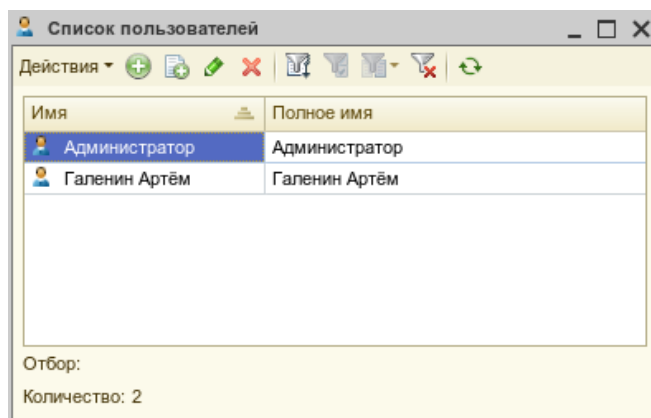 Список пользователей
Действия
Имя Полное имя
Администратор Администратор
Галенин Артём Галенин Артём
Отбор:
Количество: 2